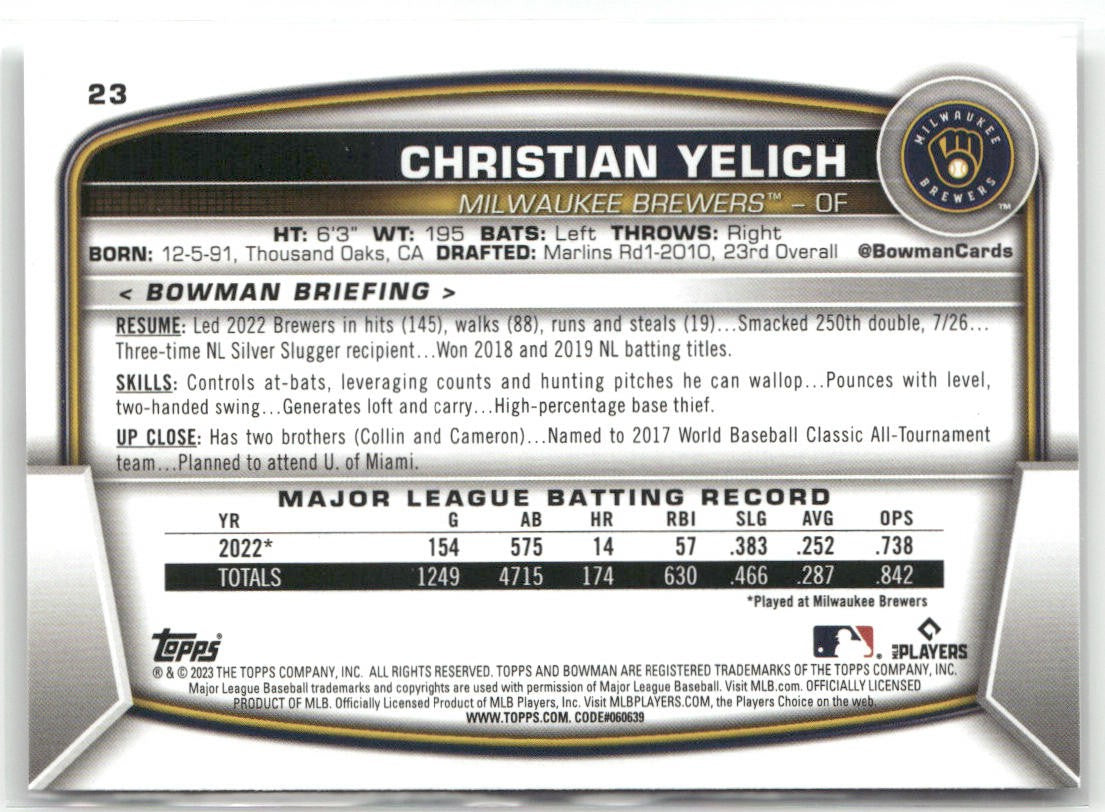 23
CHRISTIAN YELICH
MILWAUKEE BREWERS™ – OF
MILWAUKEE
BREWERS
™
HT: 6'3" WT: 195 BATS: Left THROWS: Right
BORN: 12-5-91, Thousand Oaks, CA DRAFTED: Marlins Rd1-2010, 23rd Overall @BowmanCards
< BOWMAN BRIEFING >
RESUME: Led 2022 Brewers in hits (145), walks (88), runs and steals (19)...Smacked 250th double, 7/26...
Three-time NL Silver Slugger recipient...Won 2018 and 2019 NL batting titles.
SKILLS: Controls at-bats, leveraging counts and hunting pitches he can wallop...Pounces with level,
two-handed swing...Generates loft and carry...High-percentage base thief.
UP CLOSE: Has two brothers (Collin and Cameron)...Named to 2017 World Baseball Classic All-Tournament
team...Planned to attend U. of Miami.
MAJOR LEAGUE BATTING RECORD
YR G AB HR RBI SLG AVG OPS
2022* 154 575 14 57 .383 .252 .738
TOTALS 1249 4715 174 630 .466 .287 .842
*Played at Milwaukee Brewers
Topps®
MLB PLAYERS
® & © 2023 THE TOPPS COMPANY, INC. ALL RIGHTS RESERVED. TOPPS AND BOWMAN ARE REGISTERED TRADEMARKS OF THE TOPPS COMPANY, INC.
Major League Baseball trademarks and copyrights are used with permission of Major League Baseball. Visit MLB.com. OFFICIALLY LICENSED
PRODUCT OF MLB. Officially Licensed Product of MLB Players, Inc. Visit MLBPLAYERS.COM, the Players Choice on the web.
WWW.TOPPS.COM. CODE#060639